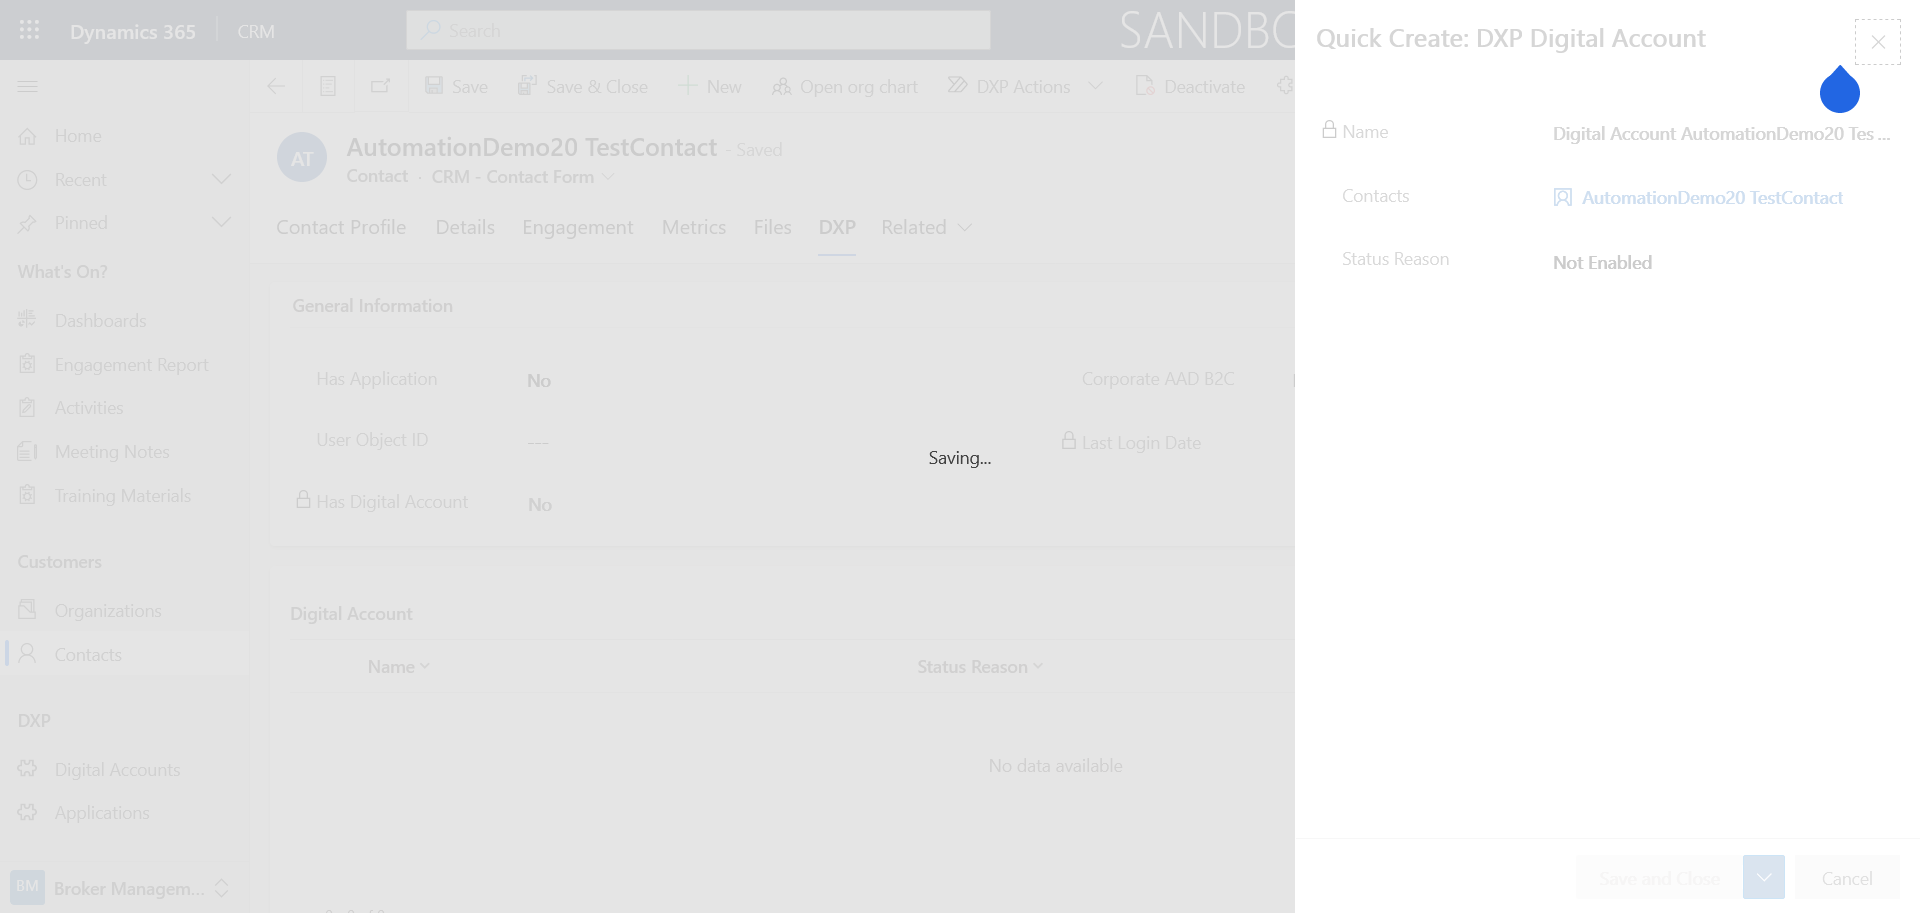 Dynamics 365
CRM
Search
SANDBO
Save
Save & Close
New
Open org chart
DXP Actions
Deactivate
Home
Recent
Pinned
What's On?
Dashboards
Engagement Report
Activities
Meeting Notes
Training Materials
Customers
Organizations
Contacts
DXP
Digital Accounts
Applications
BM
Broker Managem...
AT
AutomationDemo20 TestContact - Saved
Contact · CRM - Contact Form
Contact Profile
Details
Engagement
Metrics
Files
DXP
Related
General Information
Has Application
No
Corporate AAD B2C
User Object ID
---
Last Login Date
Has Digital Account
No
Saving...
Digital Account
Name
Status Reason
No data available
Quick Create: DXP Digital Account
Name
Digital Account AutomationDemo20 Tes ...
Contacts
AutomationDemo20 TestContact
Status Reason
Not Enabled
Save and Close
Cancel